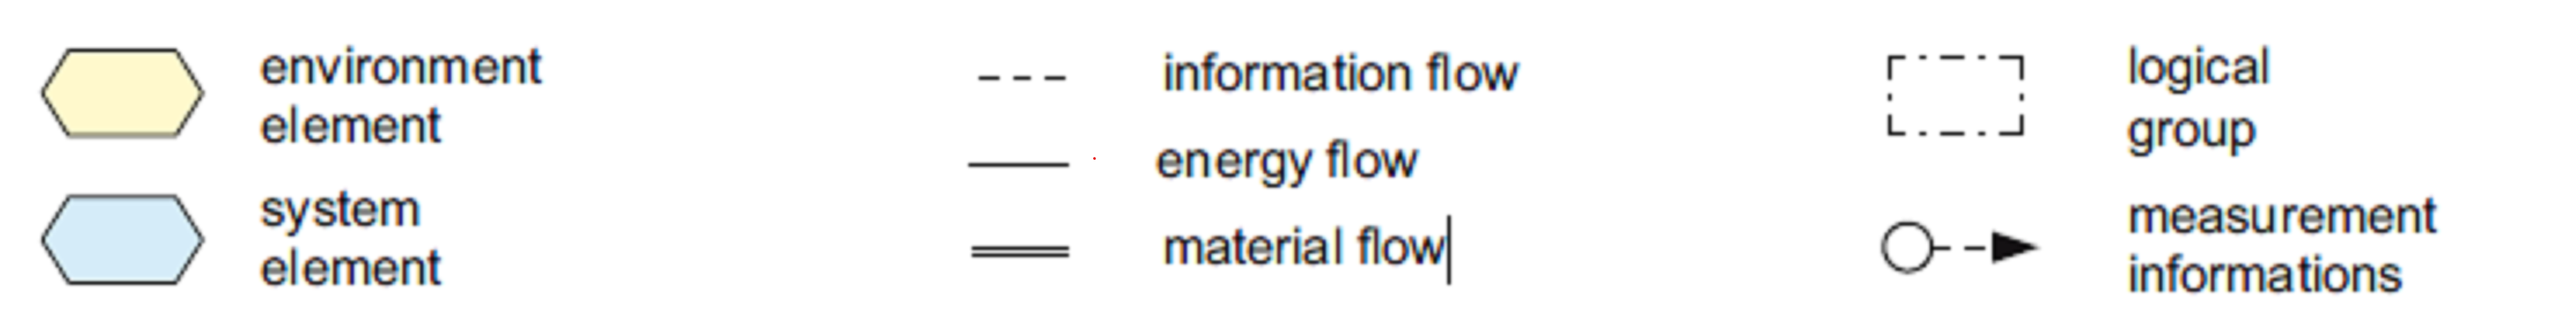 environment
element
system
element
information flow
energy flow
material flow
logical
group
measurement
informations